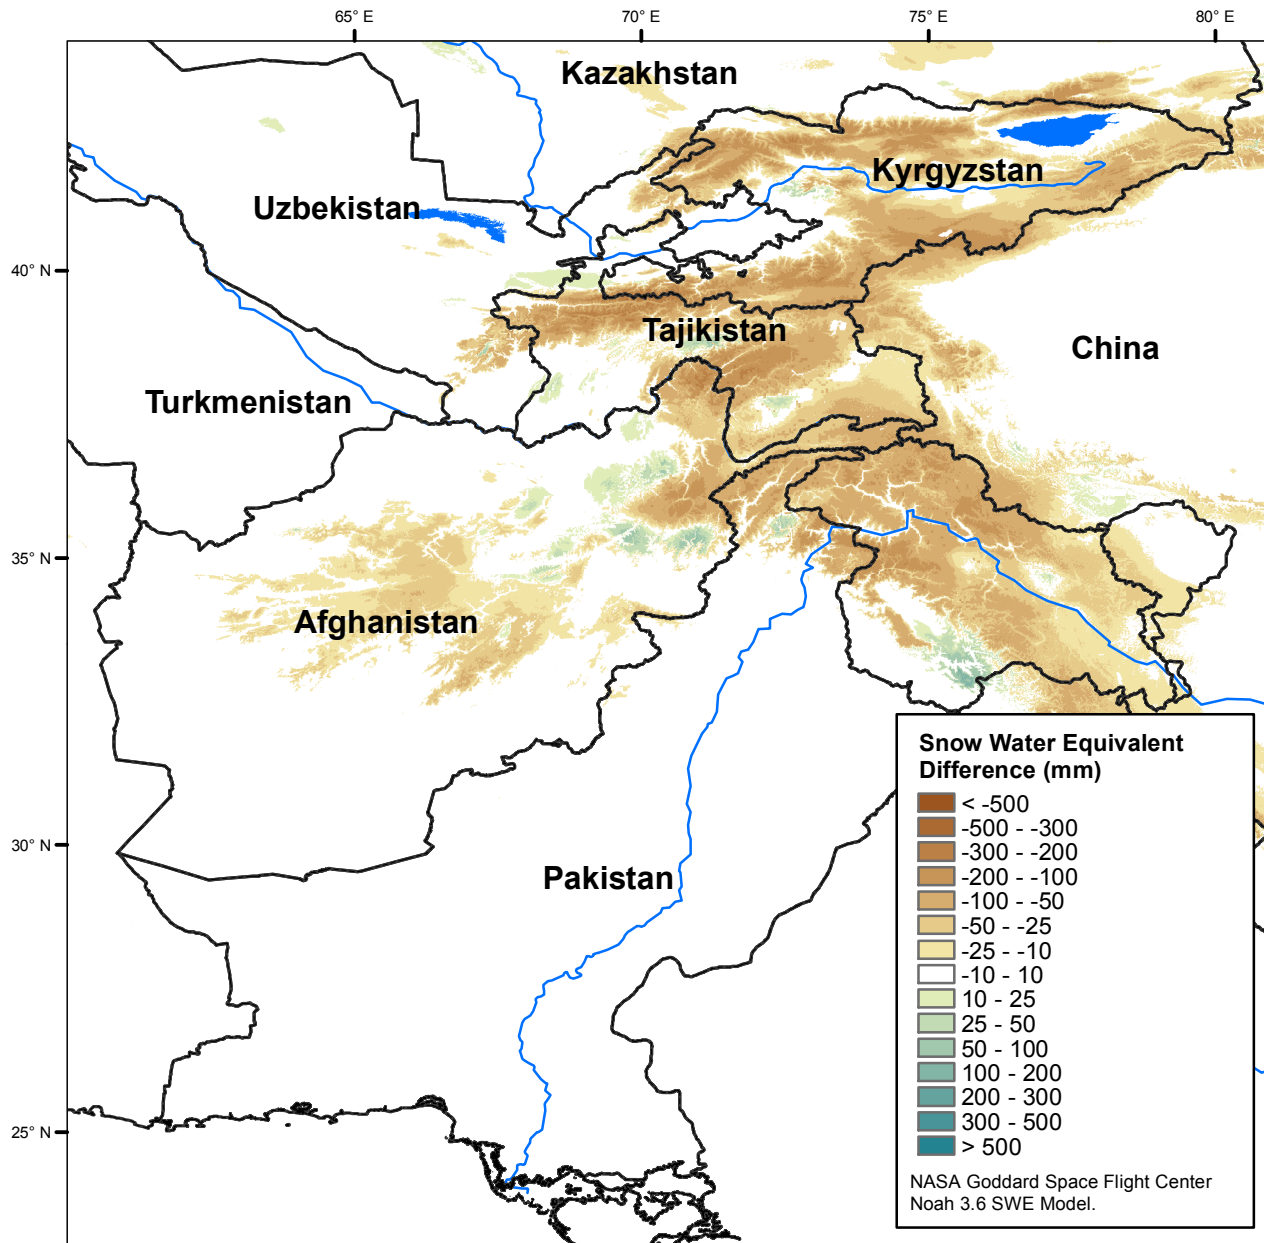 65° E
70° E
75° E
80° E
Kazakhstan
Kyrgyzstan
Uzbekistan
40° N
Tajikistan
China
Turkmenistan
35° N
Afghanistan
Snow Water Equivalent
Difference (mm)
< -500
-500 - -300
-300 - -200
-200 - -100
-100 - -50
-50 - -25
-25 - -10
-10 - 10
10 - 25
25 - 50
50 - 100
100 - 200
200 - 300
300 - 500
> 500
NASA Goddard Space Flight Center
Noah 3.6 SWE Model.
30° N
Pakistan
25° N